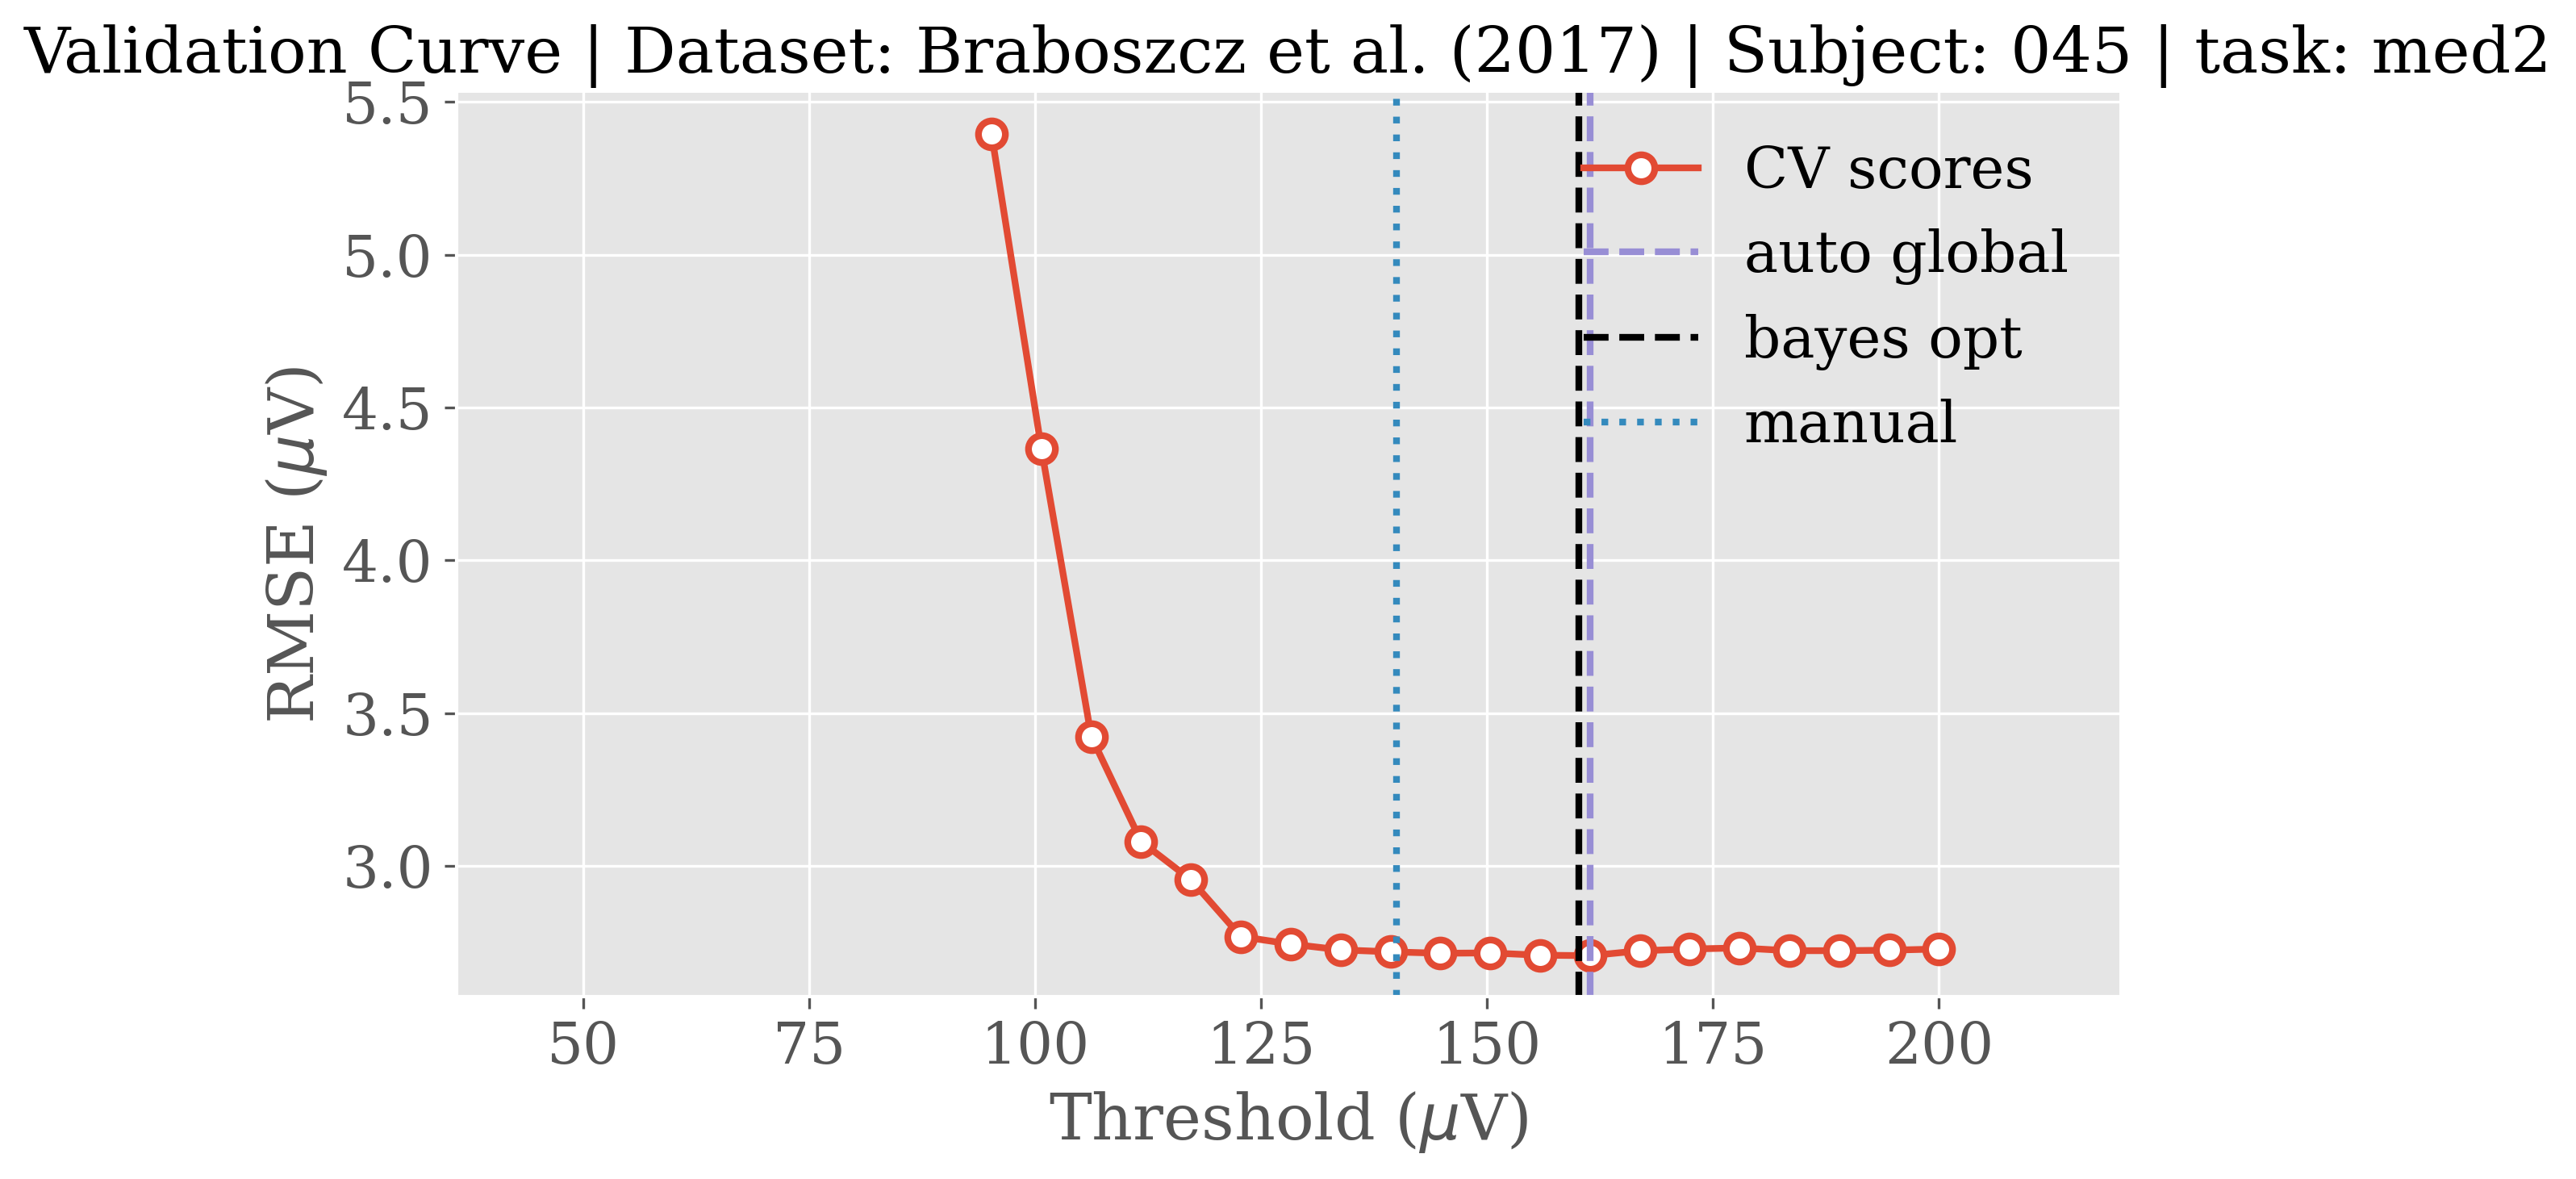 Validation Curve | Dataset: Braboszcz et al. (2017) | Subject: 045 | task: med2
5.5
5.0
4.5
4.0
3.5
3.0
RMSE (μV)
CV scores
auto global
bayes opt
manual
50 75 100 125 150 175 200
Threshold (μV)